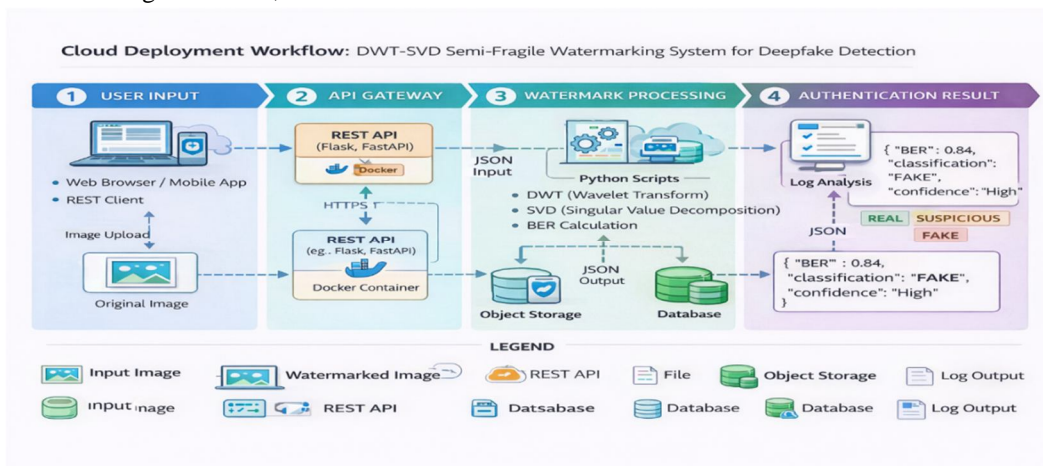 Cloud Deployment Workflow: DWT-SVD Semi-Fragile Watermarking System for Deepfake Detection
1 USER INPUT
• Web Browser / Mobile App
• REST Client
Image Upload
Original Image
2 API GATEWAY
REST API
(Flask, FastAPI)
Docker
HTTPS
REST API
(eg.. Flask, FastAPI)
Docker Container
3 WATERMARK PROCESSING
JSON
Input
Python Scripts
• DWT (Wavelet Transform)
• SVD (Singular Value Decomposition)
• BER Calculation
JSON
Output
Object Storage
Database
4 AUTHENTICATION RESULT
Log Analysis
{ "BER": 0.84,
"classification":
"FAKE",
"confidence": "High"
REAL SUSPICIOUS
FAKE
JSON
{ "BER" : 0.84,
"classification": "FAKE",
"confidence": "High"
}
LEGEND
Input Image
Watermarked Image
REST API
File
Object Storage
Log Output
Input
REST API
Datsabase
Database
Database
Log Output